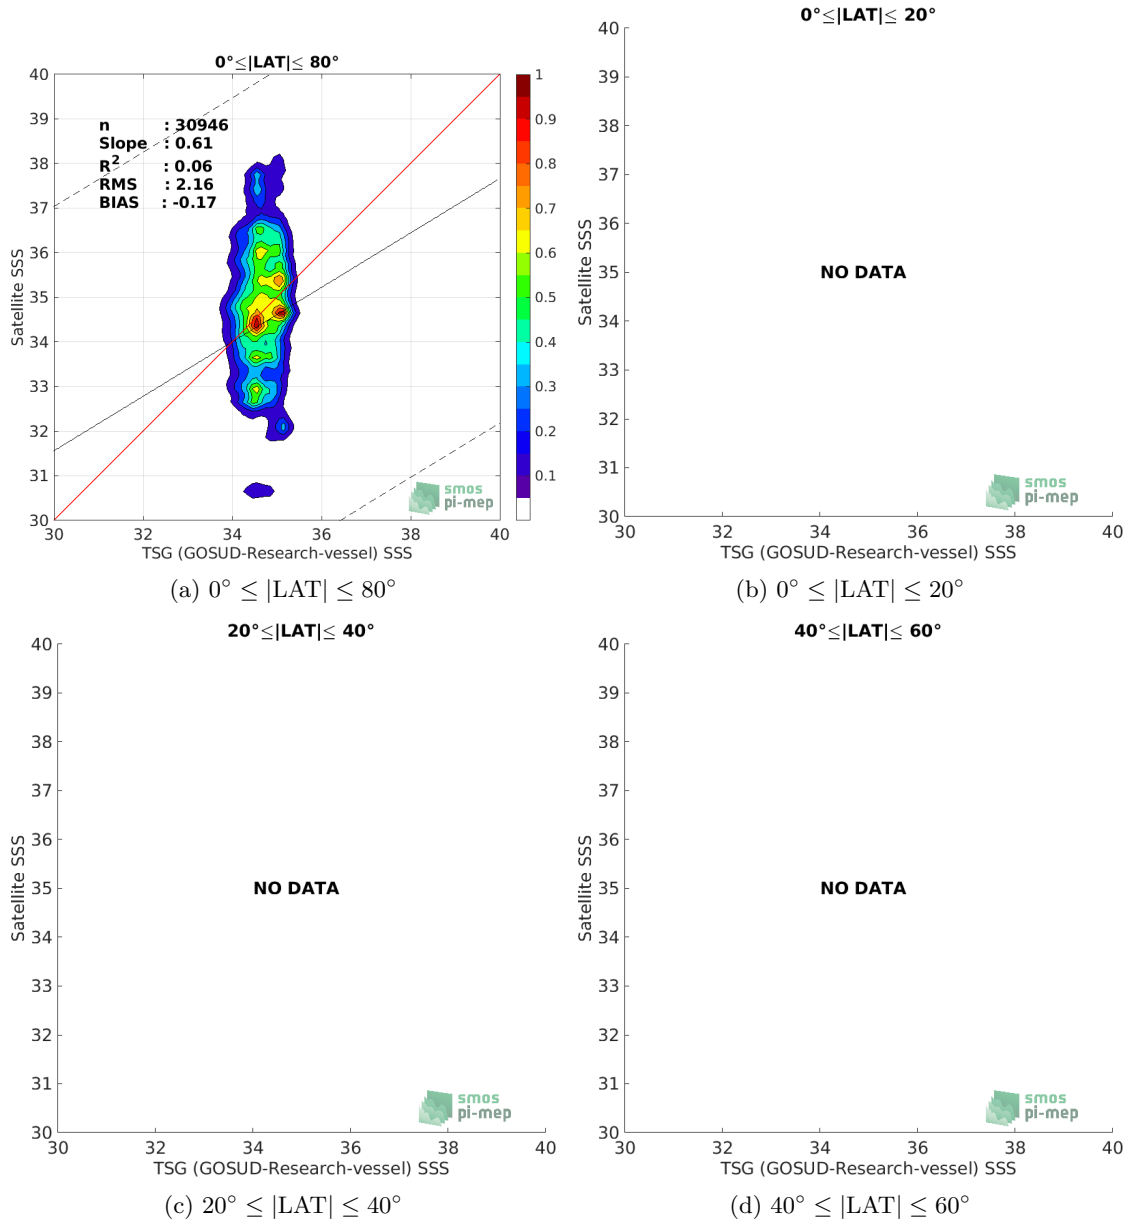 0°≤|LAT|≤ 80°
40
39
38
37
36
35
34
33
32
31
30
Satellite SSS
n : 30946
Slope : 0.61
R2 : 0.06
RMS : 2.16
BIAS : -0.17
1
0.9
0.8
0.7
0.6
0.5
0.4
0.3
0.2
0.1
smos
pi-mep
30 32 34 36 38 40
TSG (GOSUD-Research-vessel) SSS
(a) 0° ≤ |LAT| ≤ 80°
0°≤|LAT|≤ 20°
40
39
38
37
36
35
34
33
32
31
30
Satellite SSS
NO DATA
smos
pi-mep
30 32 34 36 38 40
TSG (GOSUD-Research-vessel) SSS
(b) 0° ≤ |LAT| ≤ 20°
20°≤|LAT|≤ 40°
40
39
38
37
36
35
34
33
32
31
30
Satellite SSS
NO DATA
smos
pi-mep
30 32 34 36 38 40
TSG (GOSUD-Research-vessel) SSS
(c) 20° ≤ |LAT| ≤ 40°
40°≤|LAT|≤ 60°
40
39
38
37
36
35
34
33
32
31
30
Satellite SSS
NO DATA
smos
pi-mep
30 32 34 36 38 40
TSG (GOSUD-Research-vessel) SSS
(d) 40° ≤ |LAT| ≤ 60°